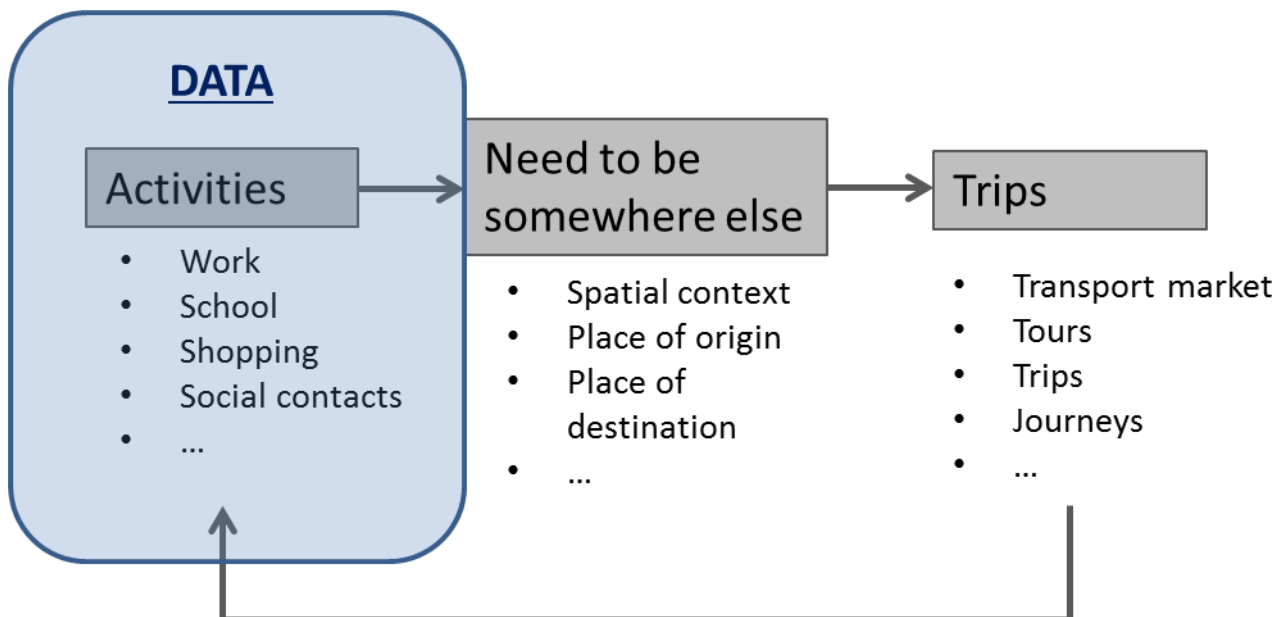 DATA
Activities
• Work
• School
• Shopping
• Social contacts
• ...
Need to be
somewhere else
• Spatial context
• Place of origin
• Place of
destination
• ...
Trips
• Transport market
• Tours
• Trips
• Journeys
• ...